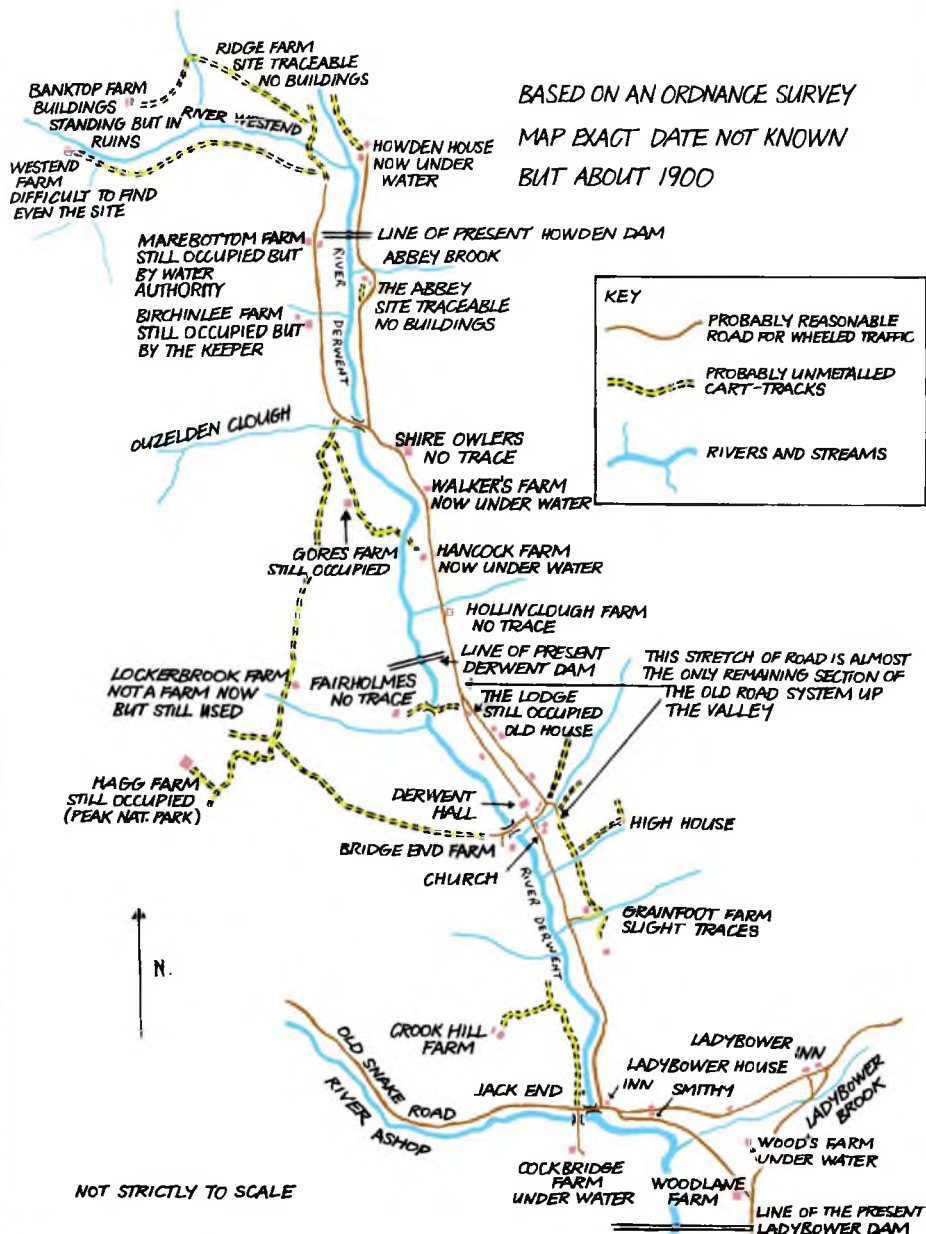 RIDGE FARM
SITE TRACEABLE
NO BUILDINGS
BANKTOP FARM
BUILDINGS
STANDING BUT IN
RUINS
RIVER WESTEND
WESTEND
FARM
DIFFICULT TO FIND
EVEN THE SITE
BASED ON AN ORDNANCE SURVEY
MAP EXACT DATE NOT KNOWN
BUT ABOUT 1900
HOWDEN HOUSE
NOW UNDER
WATER
MAREBOTTOM FARM
STILL OCCUPIED BUT
BY WATER
AUTHORITY
LINE OF PRESENT HOWDEN DAM
ABBEY BROOK
RIVER DERWENT
THE ABBEY
SITE TRACEABLE
NO BUILDINGS
BIRCHINLEE FARM
STILL OCCUPIED BUT
BY THE KEEPER
KEY
PROBABLY REASONABLE
ROAD FOR WHEELED TRAFFIC
PROBABLY UNMETALLED
CART-TRACKS
RIVERS AND STREAMS
OUZELDEN CLOUGH
SHIRE OWLERS
NO TRACE
WALKER'S FARM
NOW UNDER WATER
GORES FARM
STILL OCCUPIED
HANCOCK FARM
NOW UNDER WATER
HOLLINCLOUGH FARM
NO TRACE
LINE OF PRESENT
DERWENT DAM
THIS STRETCH OF ROAD IS ALMOST
THE ONLY REMAINING SECTION OF
THE OLD ROAD SYSTEM UP
THE VALLEY
LOCKERBROOK FARM
NOT A FARM NOW
BUT STILL USED
FAIRHOLMES
NO TRACE
THE LODGE
STILL OCCUPIED
OLD HOUSE
HAGG FARM
STILL OCCUPIED
(PEAK NAT. PARK)
DERWENT
HALL
BRIDGE END FARM
CHURCH
HIGH HOUSE
RIVER DERWENT
GRAINFOOT FARM
SLIGHT TRACES
N.
CROOK HILL
FARM
OLD SNAKE ROAD
RIVER ASHOP
JACK END
LADYBOWER
INN
LADYBOWER HOUSE
INN
SMITHY
LADYBOWER
BROOK
WOOD'S FARM
UNDER WATER
COCKBRIDGE
FARM
UNDER WATER
WOODLANE
FARM
NOT STRICTLY TO SCALE
LINE OF THE PRESENT
LADYBOWER DAM